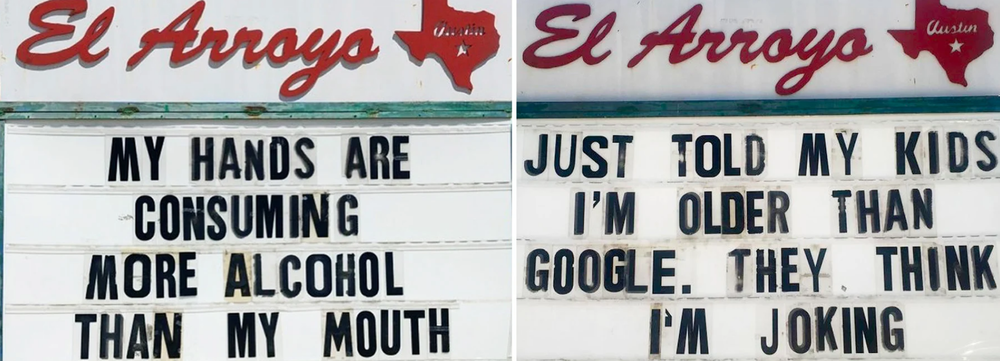 El Arroyo
Austin
MY HANDS ARE
CONSUMING
MORE ALCOHOL
THAN MY MOUTH
El Arroyo
Austin
JUST TOLD MY KIDS
I'M OLDER THAN
GOOGLE. THEY THINK
I'M JOKING